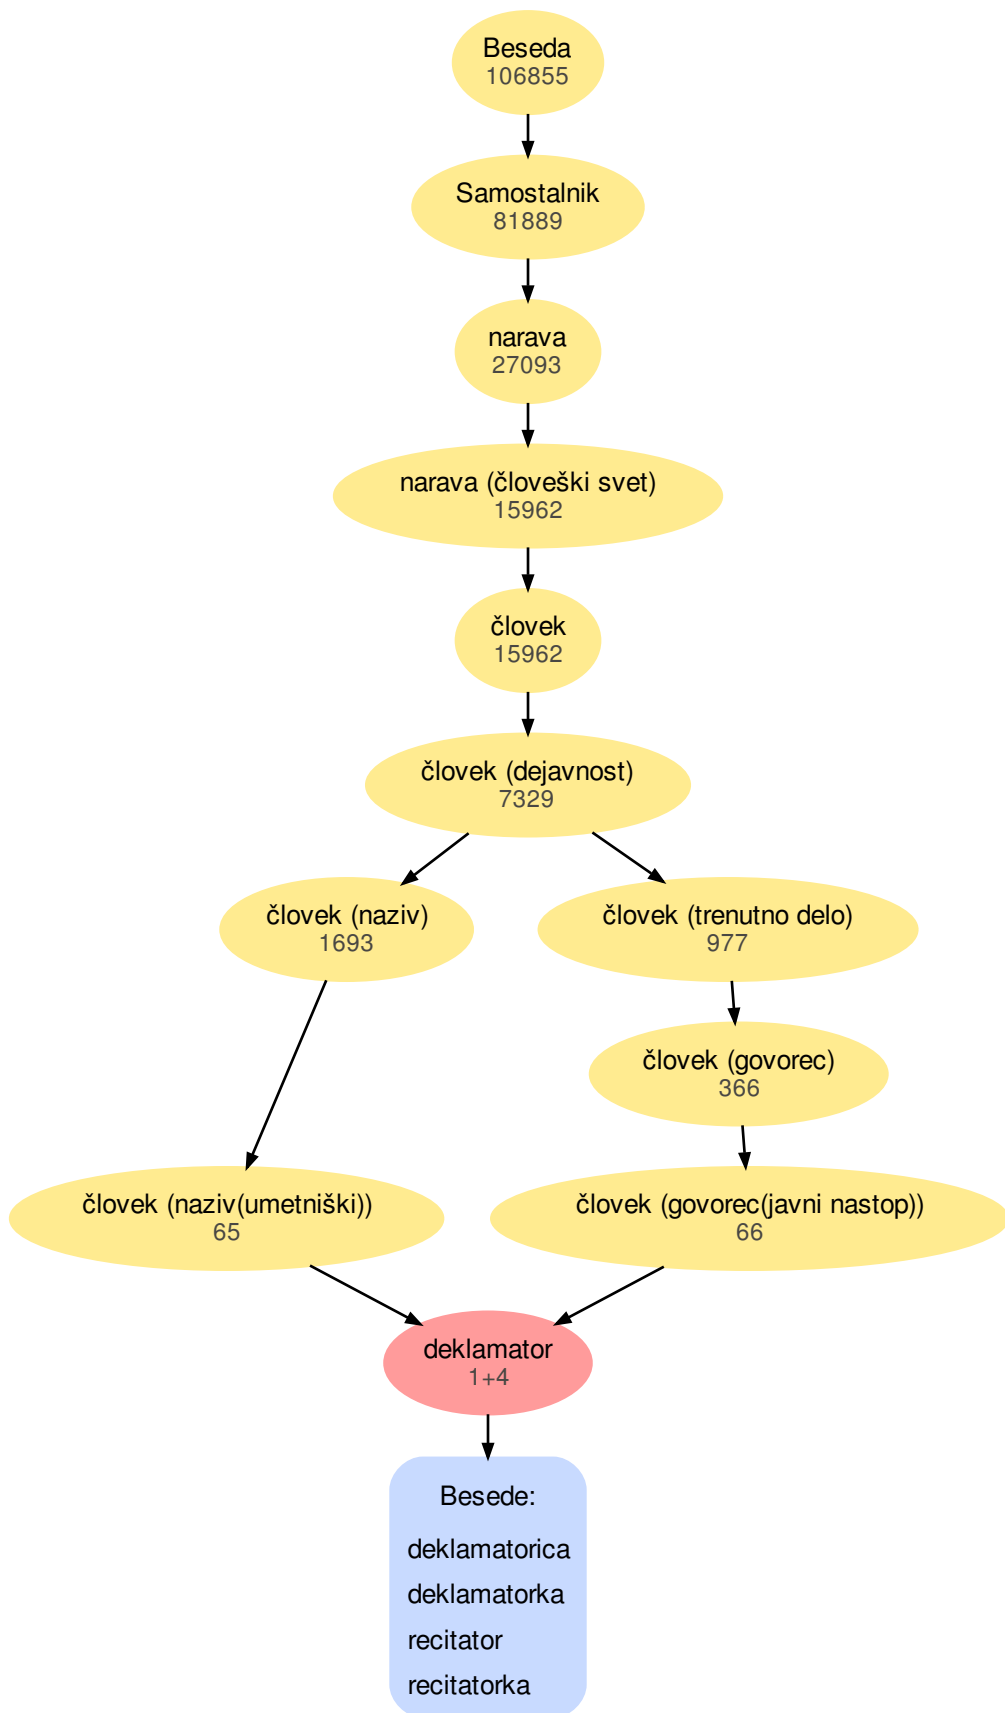 Beseda
106855
Samostalnik
81889
narava
27093
narava (človeški svet)
15962
človek
15962
človek (dejavnost)
7329
človek (naziv)
1693
človek (trenutno delo)
977
človek (govorec)
366
človek (naziv(umetniški))
65
človek (govorec(javni nastop))
66
deklamator
1+4
Besede:
deklamatorica
deklamatorka
recitator
recitatorka